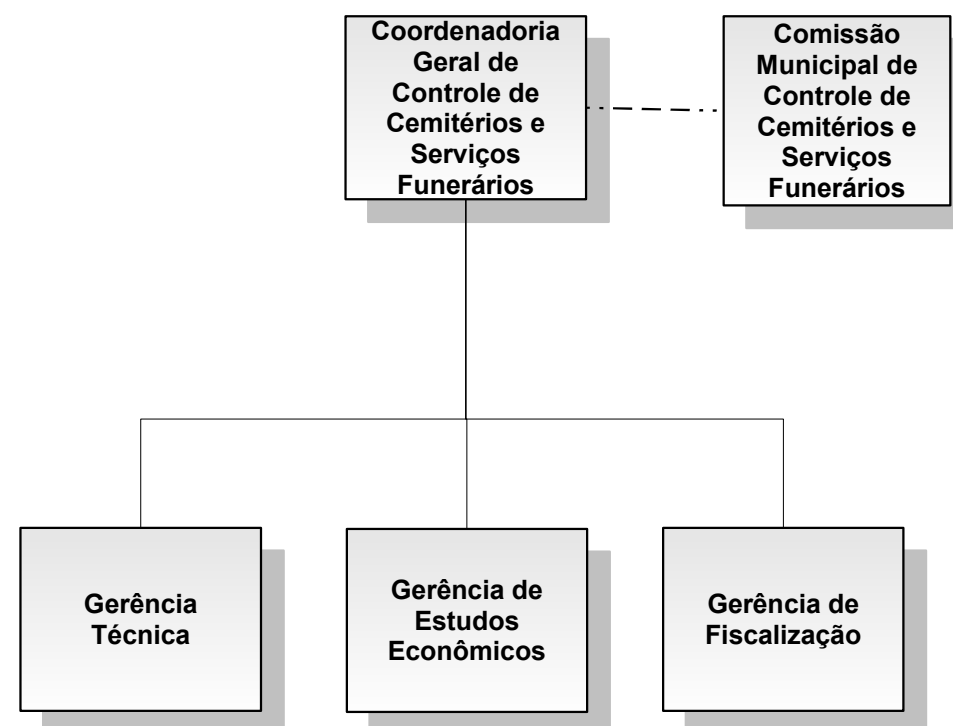 Coordenadoria
Geral de
Controle de
Cemitérios e
Serviços
Funerários
Comissão
Municipal de
Controle de
Cemitérios e
Serviços
Funerários
Gerência
Técnica
Gerência de
Estudos
Econômicos
Gerência de
Fiscalização